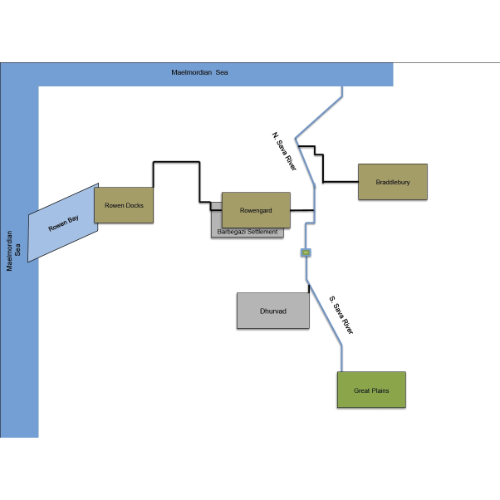 Maelmordian Sea
N. Sava River
Braddlebury
Rowen Docks
Rowengard
Rowen Bay
Barbegazi Settlement
Maelmordian
Sea
Dhurvad
S. Sava River
Great Plains